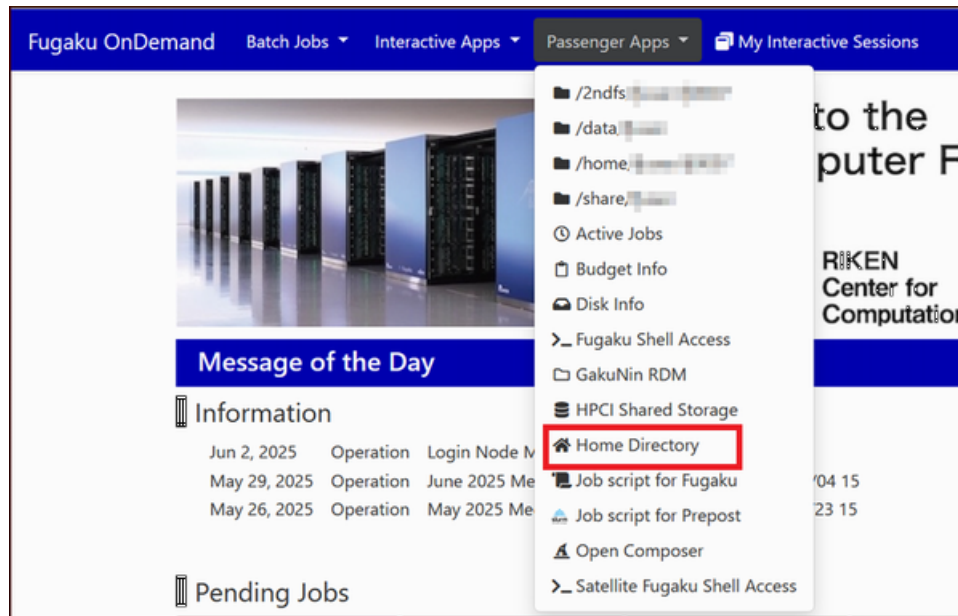 Fugaku OnDemand Batch Jobs Interactive Apps Passenger Apps My Interactive Sessions
/2ndfs
/data/
/home/
/share/
Active Jobs
Budget Info
Disk Info
>_ Fugaku Shell Access
GakuNin RDM
HPCI Shared Storage
Home Directory
Job script for Fugaku
Job script for Prepost
Open Composer
>_ Satellite Fugaku Shell Access
to the
puter F
RIKEN
Center for
Computation
Message of the Day
Information
Jun 2, 2025 Operation Login Node M
May 29, 2025 Operation June 2025 Me /04 15
May 26, 2025 Operation May 2025 Me /23 15
Pending Jobs